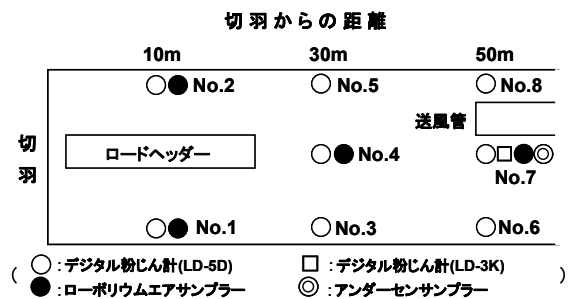 切羽からの距離
10m 30m 50m
No.2 No.5 No.8
送風管
切羽
ロードヘッダー
No.4
No.7
No.1 No.3 No.6
( ○ : デジタル粉じん計(LD-5D) □ : デジタル粉じん計(LD-3K) )
● : ローポリウムエアサンプラー ◎ : アンダーセンサンプラー